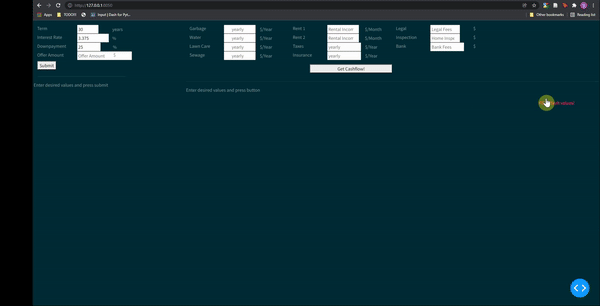 127.0.0.1
Apps TODOIST Input | Dash for Pyt... Other bookmarks Reading list
Term 30 years Garbage yearly $/Year Rent 1 Rental Incom $/Month Legal Legal Fees $
Interest Rate 3.375 % Water yearly $/Year Rent 2 Rental Incom $/Month Inspection Home Inspe $
Downpayment 25 % Lawn Care yearly $/Year Taxes yearly $/Year Bank Bank Fees $
Offer Amount Offer Amount $ Sewage yearly $/Year Insurance yearly $/Year
Submit Get Cashflow!
Enter desired values and press submit
Enter desired values and press button